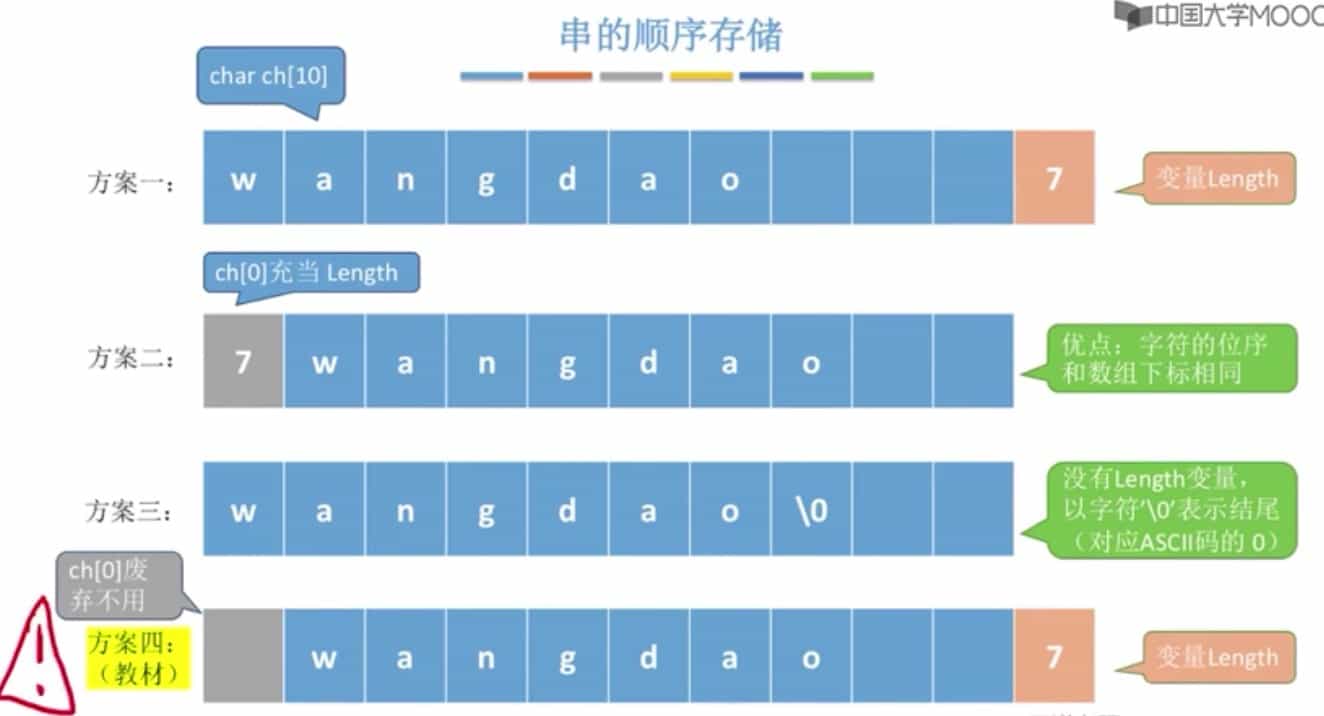 中国大学MOOC
串的顺序存储
char ch[10]
方案一：
w a n g d a o 7
变量Length
ch[0]充当 Length
方案二：
7 w a n g d a o
优点：字符的位序
和数组下标相同
方案三：
w a n g d a o \0
没有Length变量，
以字符'\0'表示结尾
（对应ASCII码的 0）
ch[0]废
弃不用
方案四：
（教材）
w a n g d a o 7
变量Length